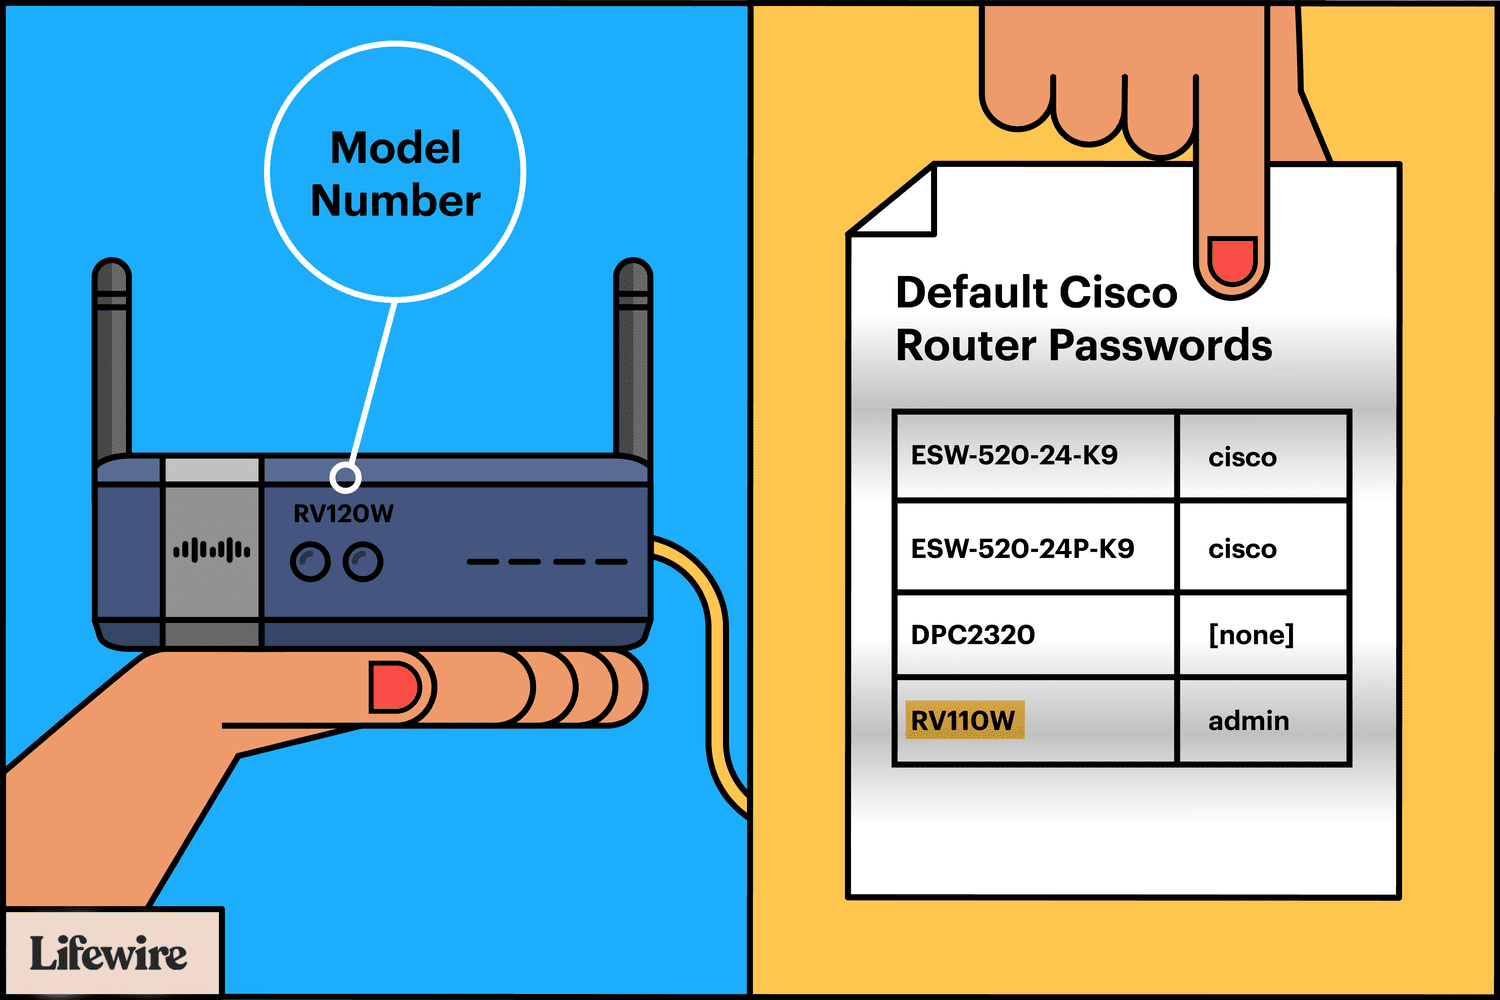 Model
Number
RV120W
Lifewire
Default Cisco
Router Passwords
ESW-520-24-K9 cisco
ESW-520-24P-K9 cisco
DPC2320 [none]
RV110W admin